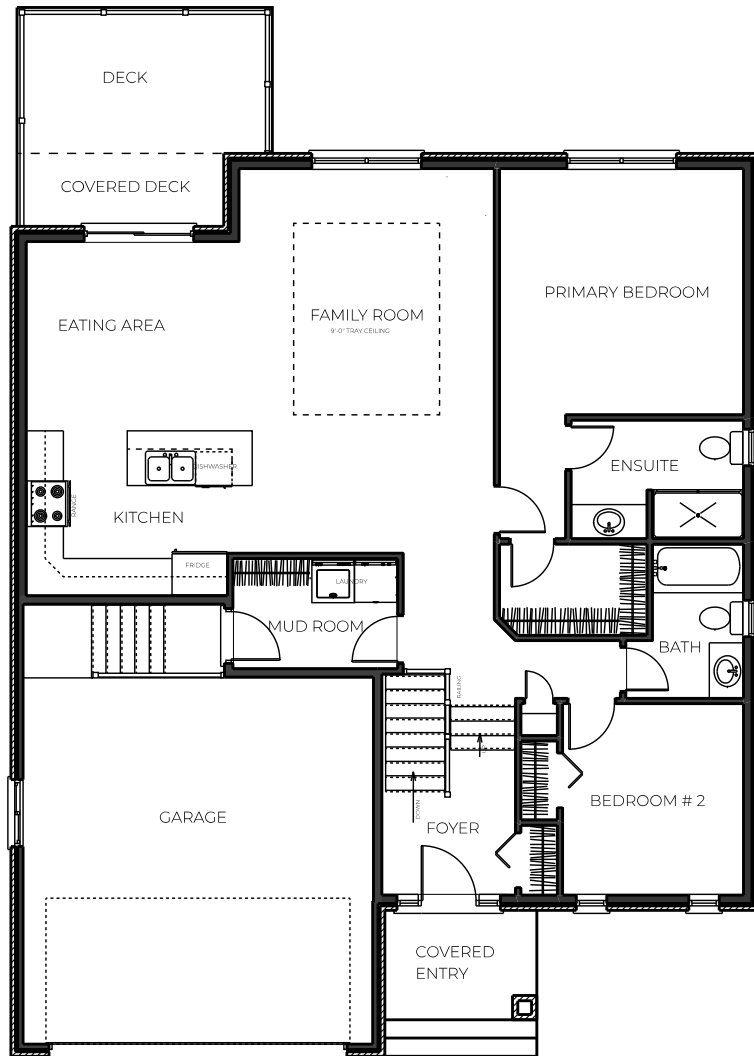 DECK
COVERED DECK
PRIMARY BEDROOM
FAMILY ROOM
9'-0" TRAY CEILING
EATING AREA
ENSUITE
DISHWASHER
RANGE
KITCHEN
FRIDGE
LAUNDRY
MUD ROOM
BATH
RAILING
UP
DOWN
BEDROOM # 2
GARAGE
FOYER
COVERED
ENTRY